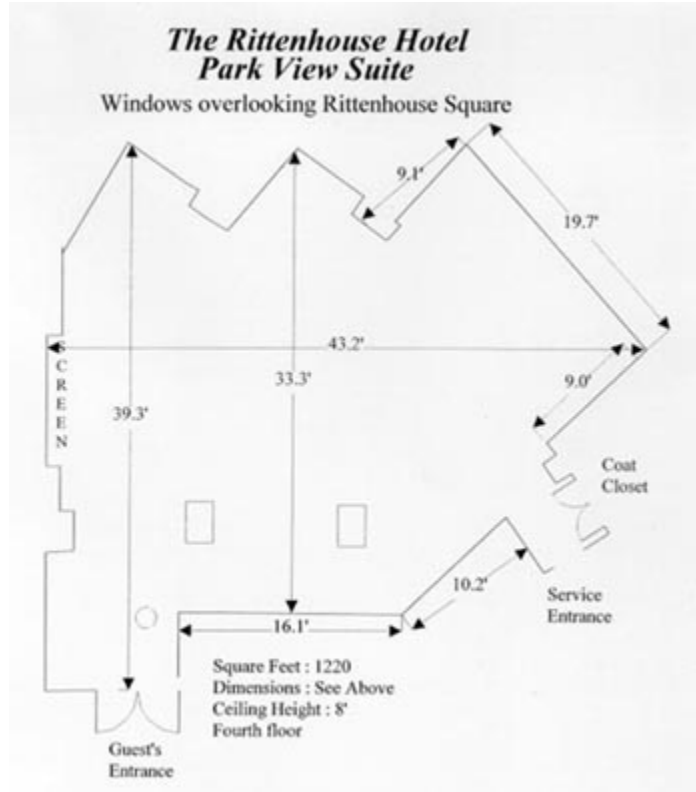 The Rittenhouse Hotel
Park View Suite
Windows overlooking Rittenhouse Square
9.1'
19.7'
43.2'
SCREEN
33.3'
39.3'
9.0'
Coat
Closet
10.2'
Service
Entrance
16.1'
Square Feet : 1220
Dimensions : See Above
Ceiling Height : 8'
Fourth floor
Guest's
Entrance